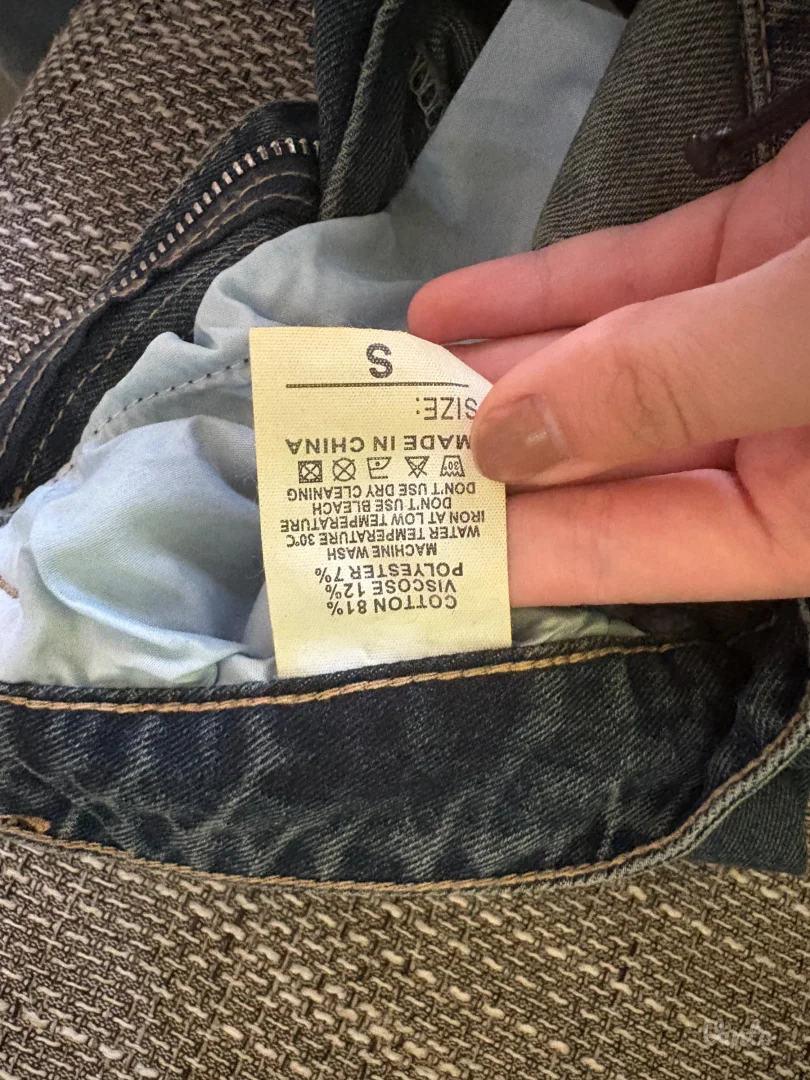 COTTON 81%
VISCOSE 12%
POLYESTER 7%
MACHINE WASH
WATER TEMPERATURE 30℃
IRON AT LOW TEMPERATURE
DON'T USE BLEACH
DON'T USE DRY CLEANING
30
MADE IN CHINA
SIZE:
S